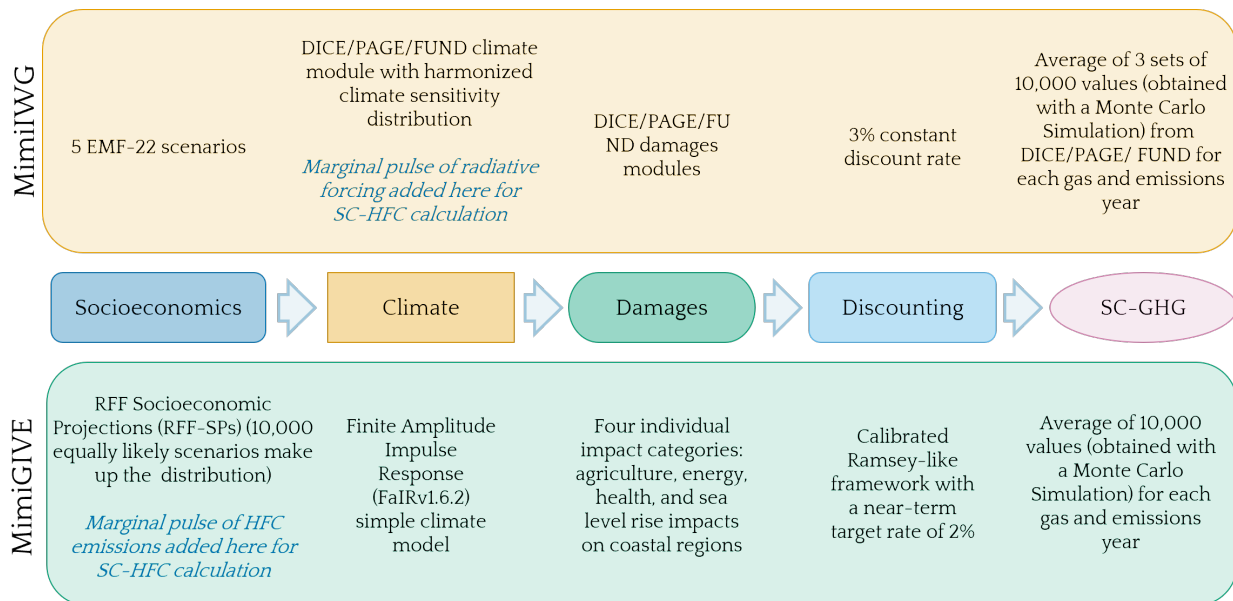 MimiIWG
5 EMF-22 scenarios
DICE/PAGE/FUND climate
module with harmonized
climate sensitivity
distribution
Marginal pulse of radiative
forcing added here for
SC-HFC calculation
DICE/PAGE/FU
ND damages
modules
3% constant
discount rate
Average of 3 sets of
10,000 values (obtained
with a Monte Carlo
Simulation) from
DICE/PAGE/ FUND for
each gas and emissions
year
Socioeconomics
Climate
Damages
Discounting
SC-GHG
MimiGIVE
RFF Socioeconomic
Projections (RFF-SPs) (10,000
equally likely scenarios make
up the distribution)
Marginal pulse of HFC
emissions added here for
SC-HFC calculation
Finite Amplitude
Impulse
Response
(FaIRv1.6.2)
simple climate
model
Four individual
impact categories:
agriculture, energy,
health, and sea
level rise impacts
on coastal regions
Calibrated
Ramsey-like
framework with
a near-term
target rate of 2%
Average of 10,000
values (obtained with
a Monte Carlo
Simulation) for each
gas and emissions
year